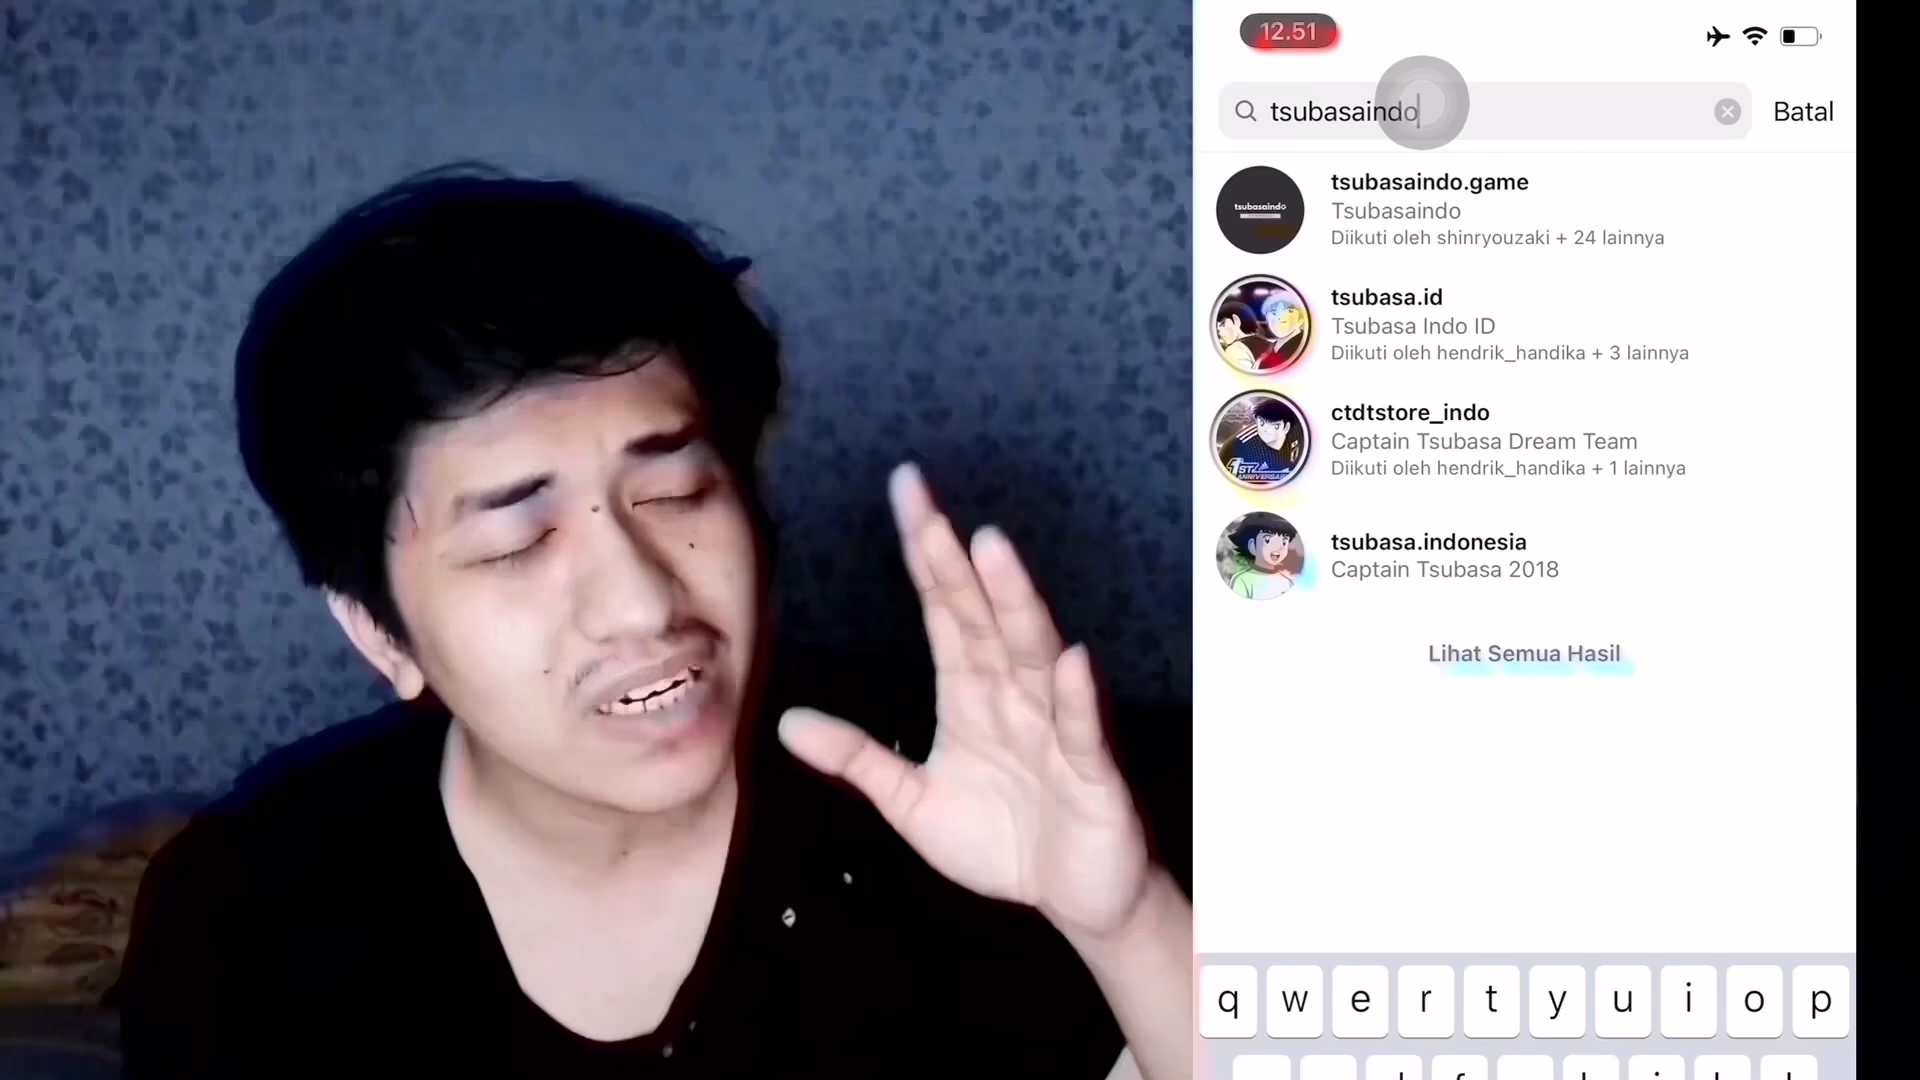 12.51
tsubasaindo
Batal
tsubasaindo
tsubasaindo.game
Tsubasaindo
Diikuti oleh shinryouzaki + 24 lainnya
tsubasa.id
Tsubasa Indo ID
Diikuti oleh hendrik_handika + 3 lainnya
1ST
ANNIVERSARY
ctdtstore_indo
Captain Tsubasa Dream Team
Diikuti oleh hendrik_handika + 1 lainnya
tsubasa.indonesia
Captain Tsubasa 2018
Lihat Semua Hasil
q w e r t y u i o p